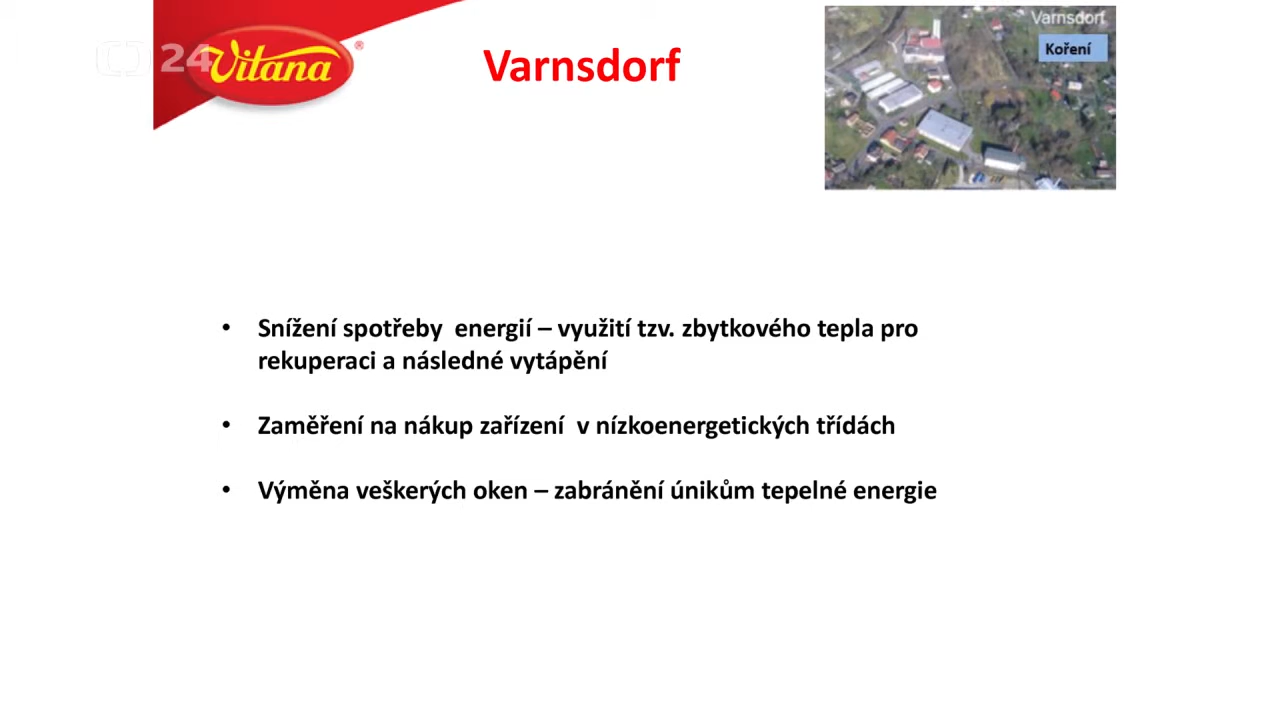 24
Vitana
®
Varnsdorf
Varnsdorf
Koření
• Snížení spotřeby  energií – využití tzv. zbytkového tepla pro
rekuperaci a následné vytápění
• Zaměření na nákup zařízení  v nízkoenergetických třídách
• Výměna veškerých oken – zabránění únikům tepelné energie